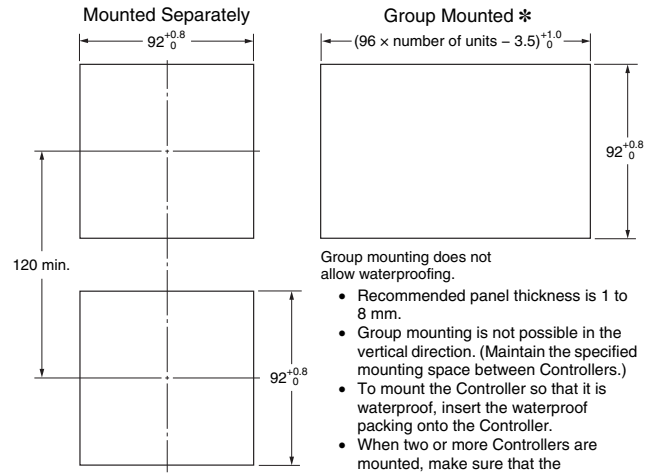 Mounted Separately
92 +0.8 0
120 min.
92 +0.8 0
Group Mounted *
(96 × number of units − 3.5) +1.0 0
92 +0.8 0
Group mounting does not
allow waterproofing.
• Recommended panel thickness is 1 to
8 mm.
• Group mounting is not possible in the
vertical direction. (Maintain the specified
mounting space between Controllers.)
• To mount the Controller so that it is
waterproof, insert the waterproof
packing onto the Controller.
• When two or more Controllers are
mounted, make sure that the